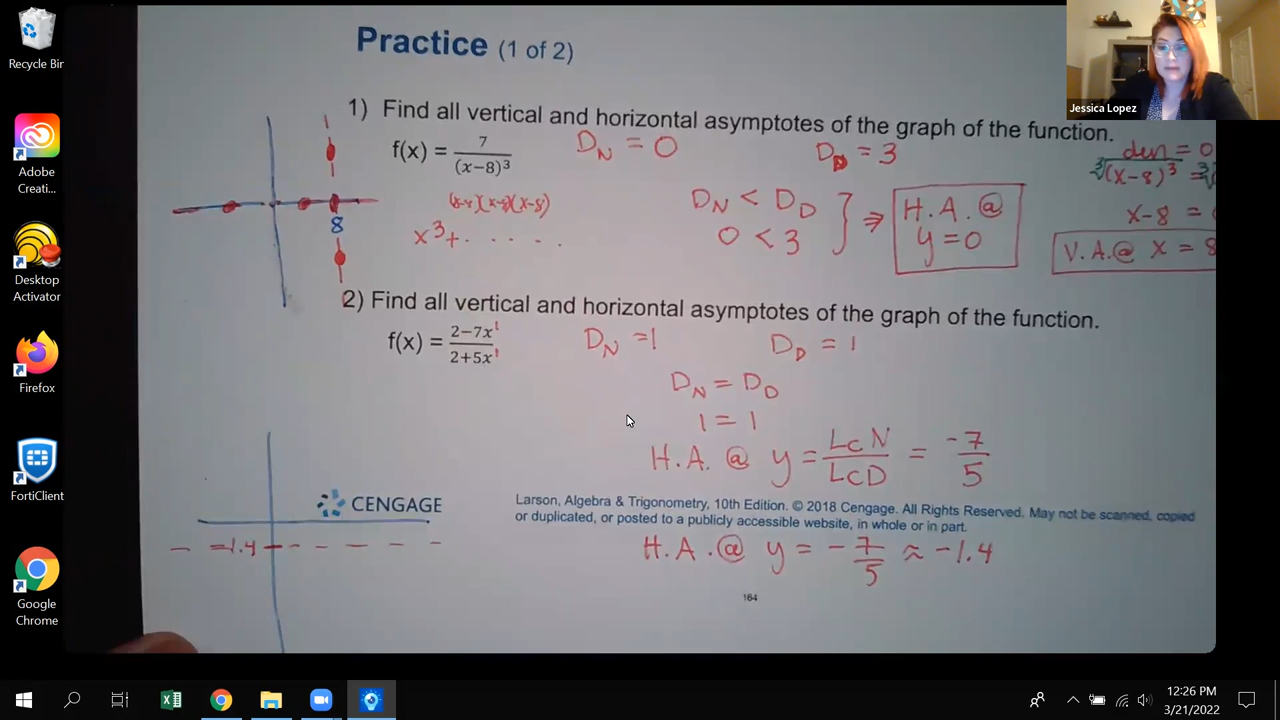 Recycle Bin
Adobe
Creati...
Desktop
Activator
Firefox
FortiClient
Google
Chrome
Jessica Lopez
Practice (1 of 2)
1) Find all vertical and horizontal asymptotes of the graph of the function.
f(x) = 7/(x−8)³
D_N = 0
D_D = 3
den = 0
∛(x-8)³ = ∛
(x-8)(x-8)(x-8)
x³ + . . . . .
D_N < D_D
0 < 3
⇒ H.A. @
y = 0
x-8 =
V.A. @ x = 8
8
2) Find all vertical and horizontal asymptotes of the graph of the function.
f(x) = (2−7x¹)/(2+5x¹)
D_N = 1
D_D = 1
D_N = D_D
1 = 1
H.A. @ y = LCN/LCD = -7/5
CENGAGE
Larson, Algebra & Trigonometry, 10th Edition. © 2018 Cengage. All Rights Reserved. May not be scanned, copied
or duplicated, or posted to a publicly accessible website, in whole or in part.
-1.4
H.A. @ y = -7/5 ≈ -1.4
164
12:26 PM
3/21/2022